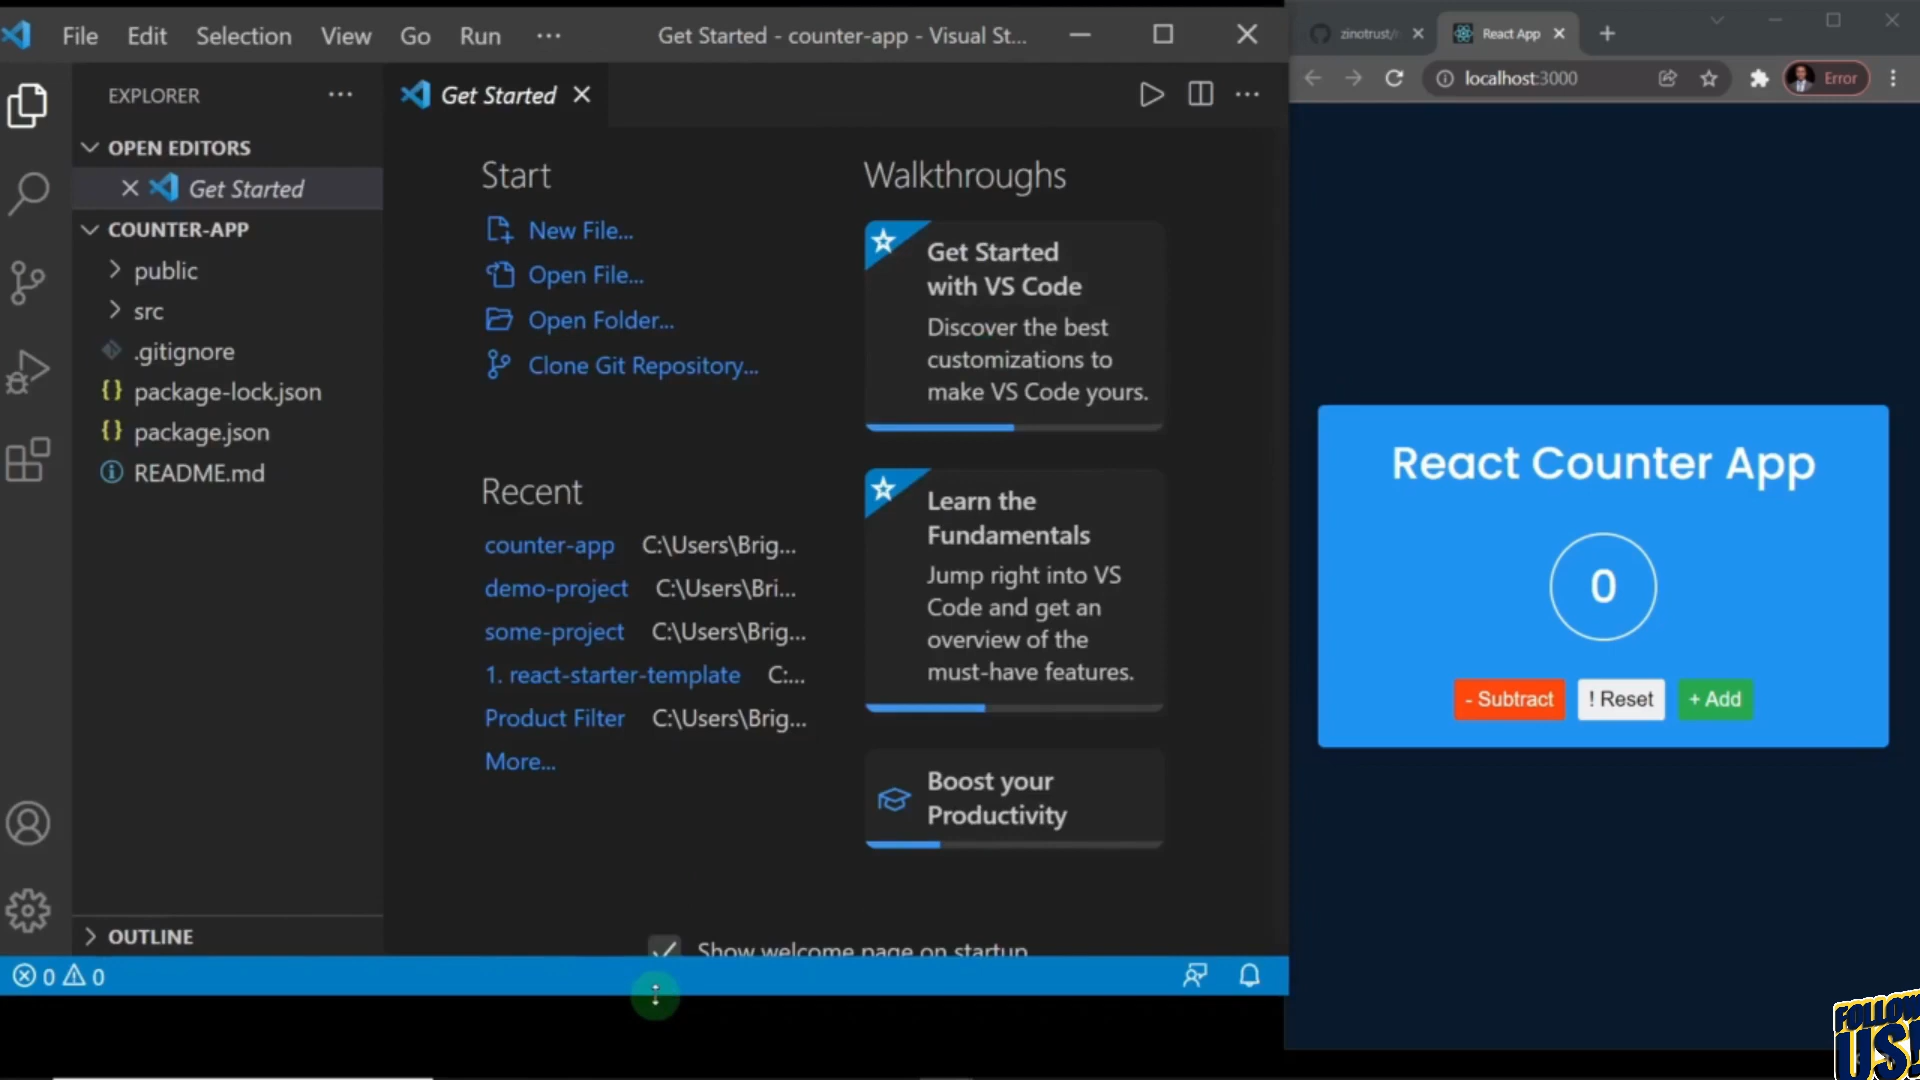 File Edit Selection View Go Run ... Get Started - counter-app - Visual St...
EXPLORER ...
OPEN EDITORS
Get Started
COUNTER-APP
public
src
.gitignore
package-lock.json
package.json
README.md
OUTLINE
0 0
Get Started
Start
New File...
Open File...
Open Folder...
Clone Git Repository...
Recent
counter-app C:\Users\Brig...
demo-project C:\Users\Bri...
some-project C:\Users\Brig...
1. react-starter-template C:...
Product Filter C:\Users\Brig...
More...
Walkthroughs
Get Started
with VS Code
Discover the best
customizations to
make VS Code yours.
Learn the
Fundamentals
Jump right into VS
Code and get an
overview of the
must-have features.
Boost your
Productivity
Show welcome page on startup
zinotrust/ React App
localhost:3000 Error
React Counter App
0
- Subtract ! Reset + Add
FOLLOW
US!